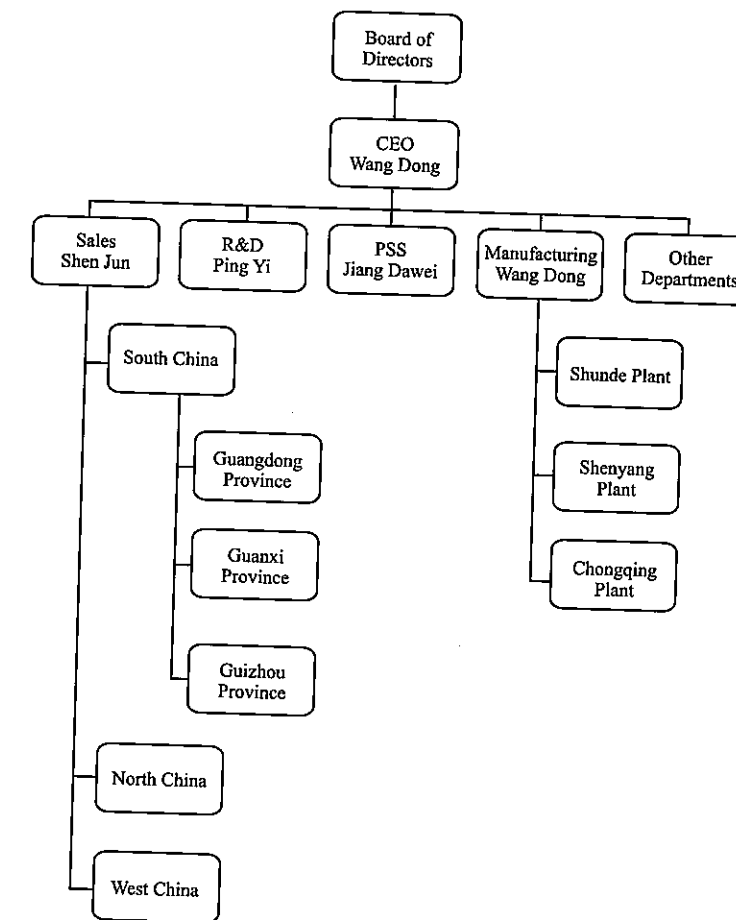 Board of
Directors
CEO
Wang Dong
Sales
Shen Jun
R&D
Ping Yi
PSS
Jiang Dawei
Manufacturing
Wang Dong
Other
Departments
South China
Shunde Plant
Guangdong
Province
Shenyang
Plant
Guanxi
Province
Chongqing
Plant
Guizhou
Province
North China
West China